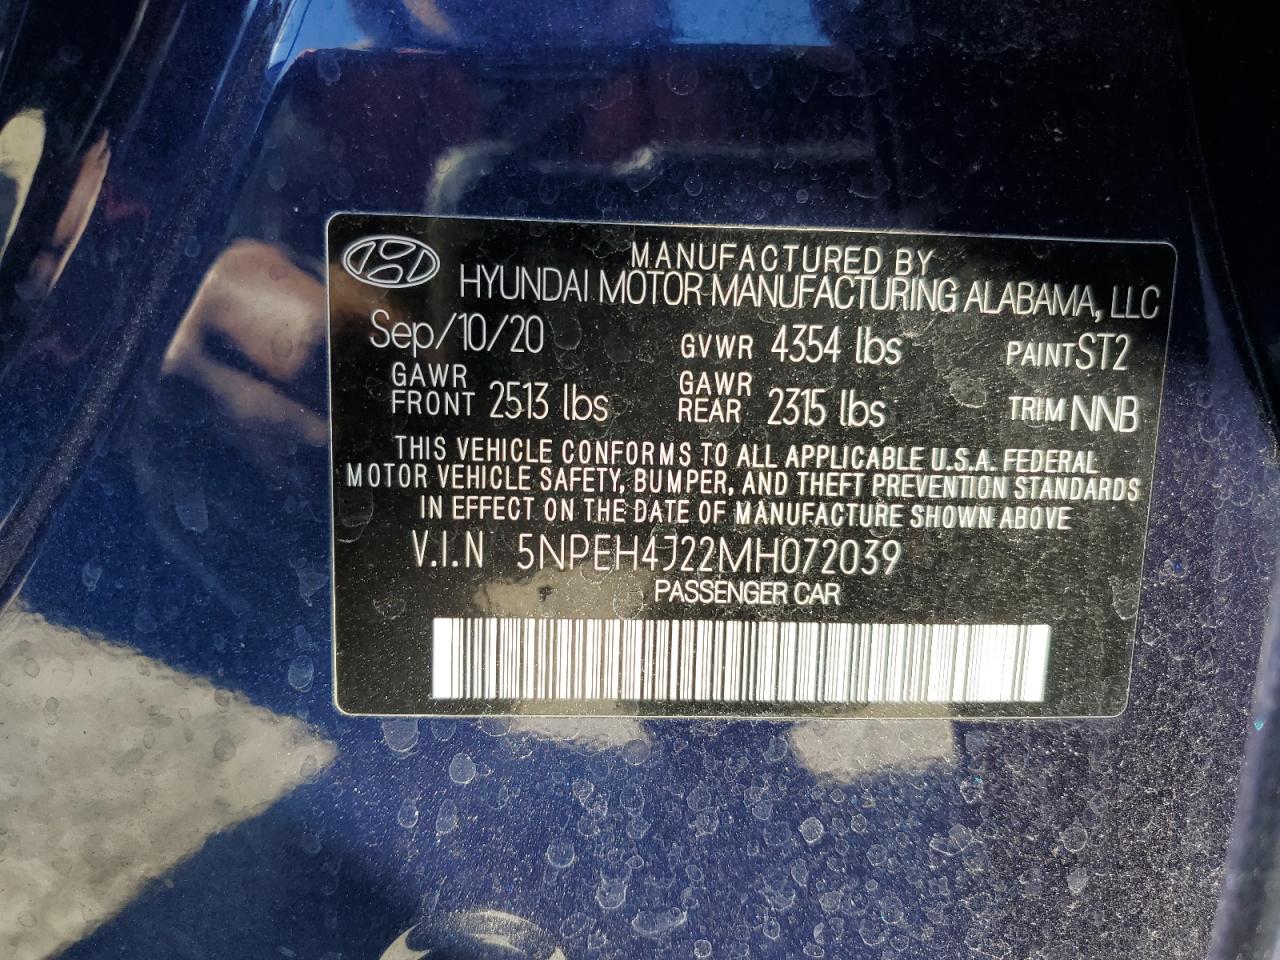 MANUFACTURED BY
HYUNDAI MOTOR MANUFACTURING ALABAMA, LLC
Sep/10/20 GVWR 4354 lbs PAINT ST2
GAWR FRONT 2513 lbs GAWR REAR 2315 lbs TRIM NNB
THIS VEHICLE CONFORMS TO ALL APPLICABLE U.S.A. FEDERAL
MOTOR VEHICLE SAFETY, BUMPER, AND THEFT PREVENTION STANDARDS
IN EFFECT ON THE DATE OF MANUFACTURE SHOWN ABOVE
V.I.N 5NPEH4J22MH072039
PASSENGER CAR